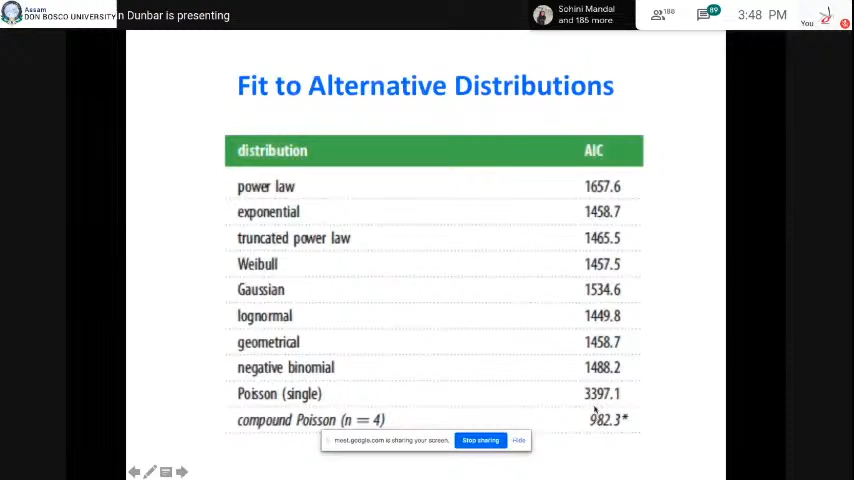 Assam
DON BOSCO UNIVERSITY
n Dunbar is presenting
Sohini Mandal
and 185 more
188
89
3:48 PM
You
Fit to Alternative Distributions
distribution AIC
power law 1657.6
exponential 1458.7
truncated power law 1465.5
Weibull 1457.5
Gaussian 1534.6
lognormal 1449.8
geometrical 1458.7
negative binomial 1488.2
Poisson (single) 3397.1
compound Poisson (n = 4) 982.3*
meet.google.com is sharing your screen. Stop sharing Hide